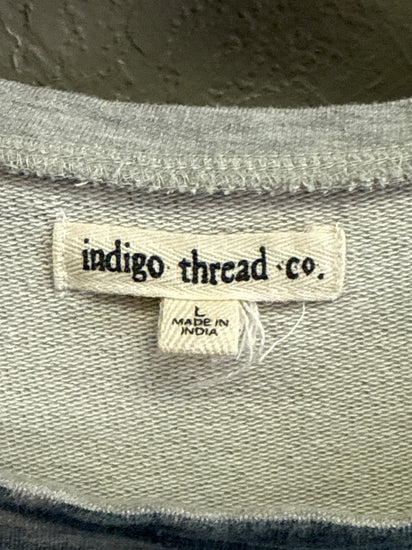 indigo thread co.
L
MADE IN
INDIA